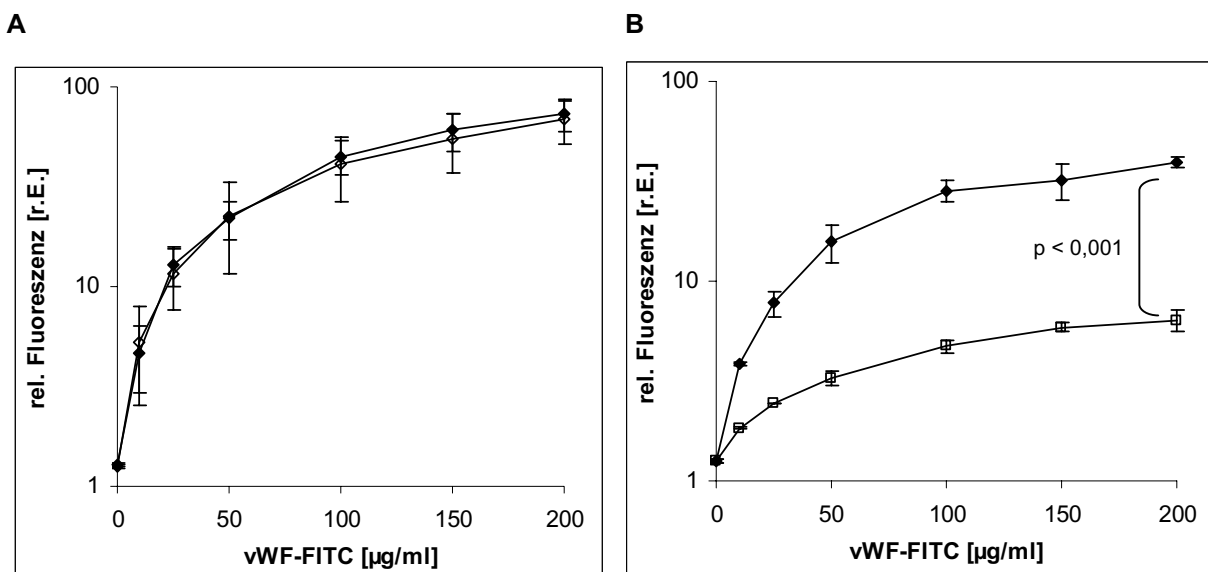 A
B
100
10
1
rel. Fluoreszenz [r.E.]
0 50 100 150 200
vWF-FITC [µg/ml]
100
10
1
rel. Fluoreszenz [r.E.]
p < 0,001
0 50 100 150 200
vWF-FITC [µg/ml]